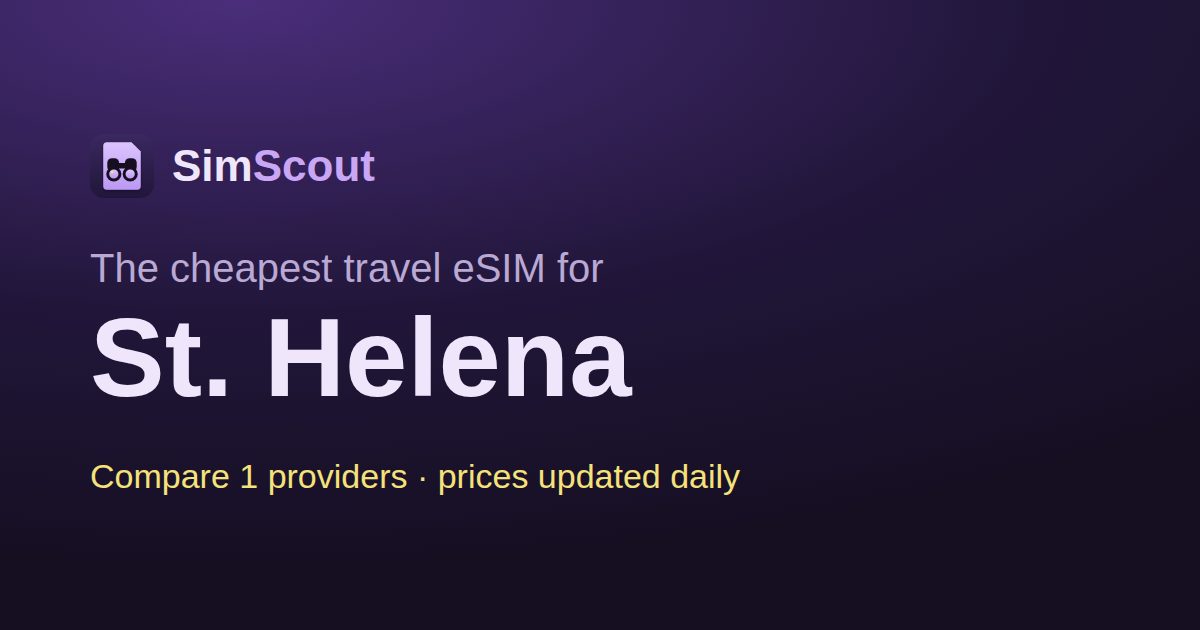 SimScout
The cheapest travel eSIM for
St. Helena
Compare 1 providers · prices updated daily